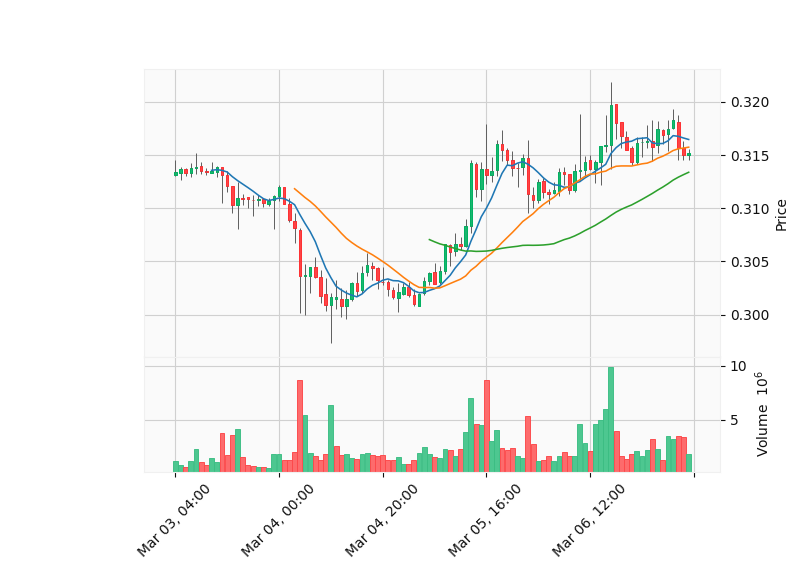 0.320
0.315
0.310
0.305
0.300
Price
10
5
Volume 10^6
Mar 03, 04:00
Mar 04, 00:00
Mar 04, 20:00
Mar 05, 16:00
Mar 06, 12:00